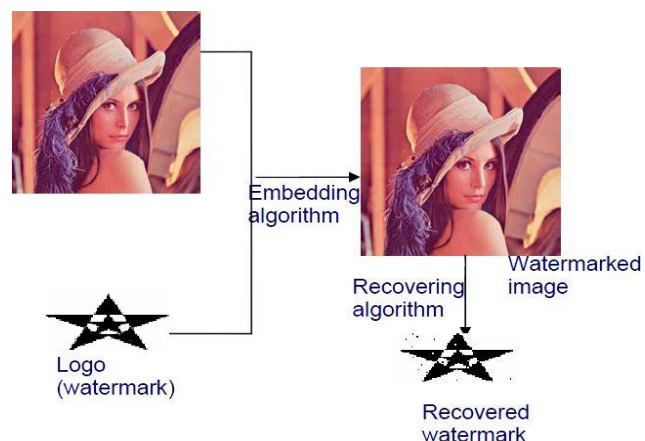 Embedding
algorithm
Watermarked
image
Recovering
algorithm
Logo
(watermark)
Recovered
watermark